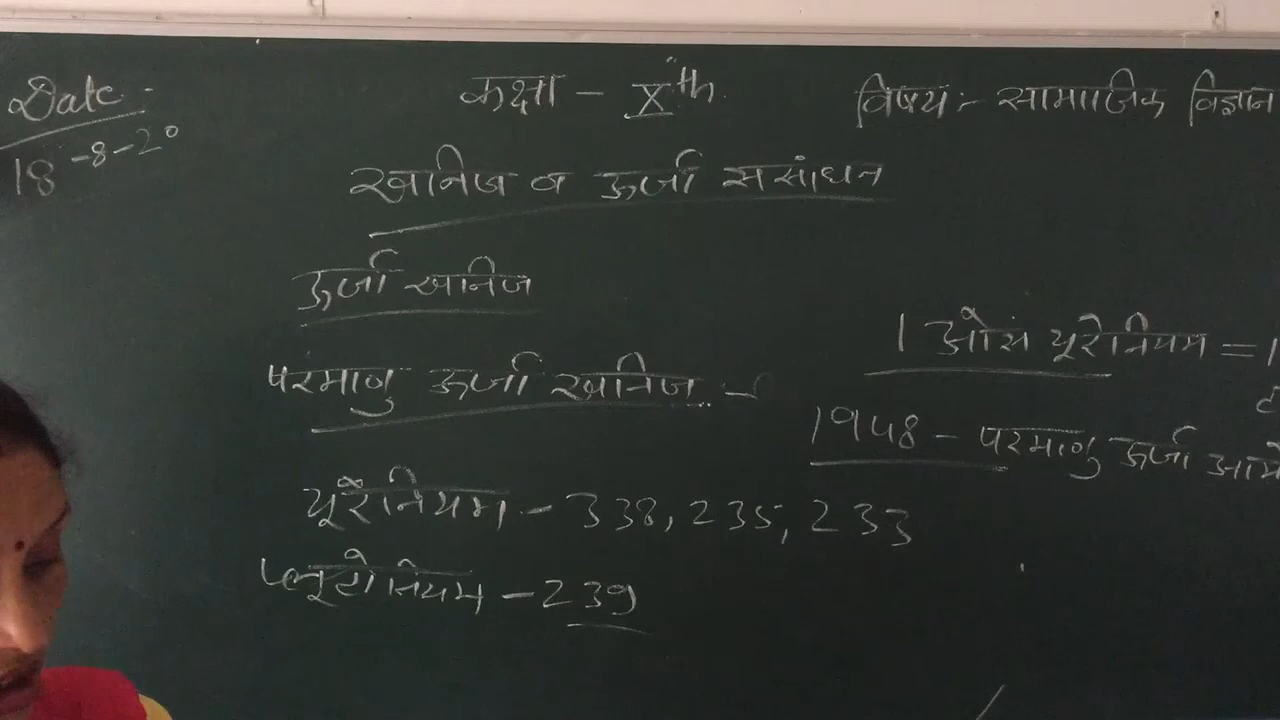 Date :-
18-8-20
कक्षा - Xth
विषय :- सामाजिक विज्ञान
खनिज व ऊर्जा संसांधन
ऊर्जा खनिज
परमाणु ऊर्जा खनिज :-
यूरेनियम - 338, 235, 233
प्लूटोनियम - 239
1 ओंस यूरेनियम = 1
1948 - परमाणु ऊर्जा आयो